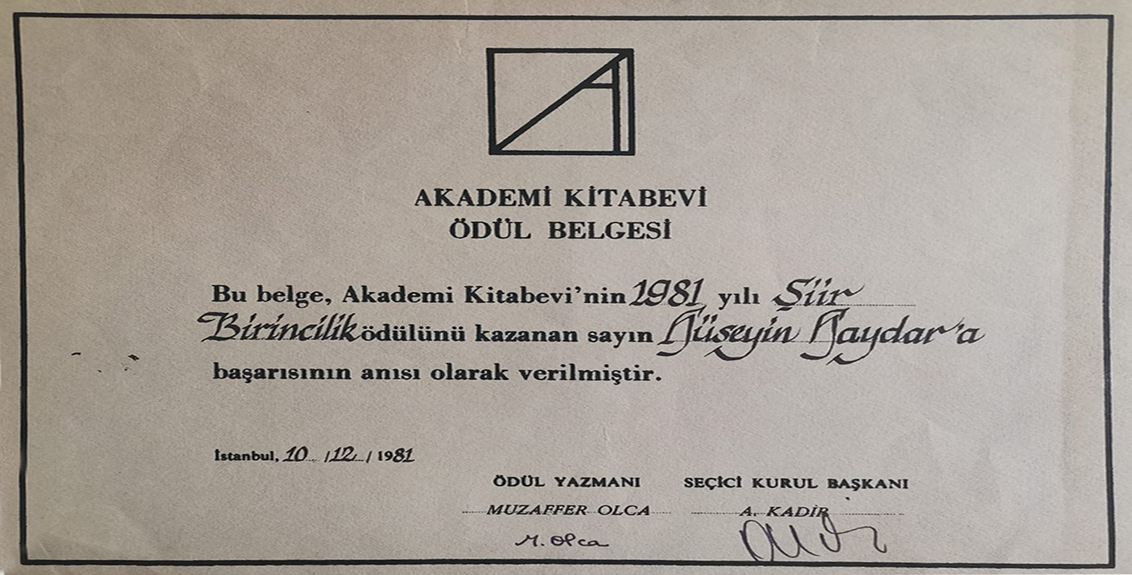 AKADEMİ KİTABEVİ
ÖDÜL BELGESİ
Bu belge, Akademi Kitabevi'nin 1981 yılı Şiir
Birincilik ödülünü kazanan sayın Hüseyin Haydar'a
başarısının anısı olarak verilmiştir.
İstanbul, 10 / 12 / 1981
ÖDÜL YAZMANI SEÇİCİ KURUL BAŞKANI
MUZAFFER OLCA A. KADİR
M. Olca